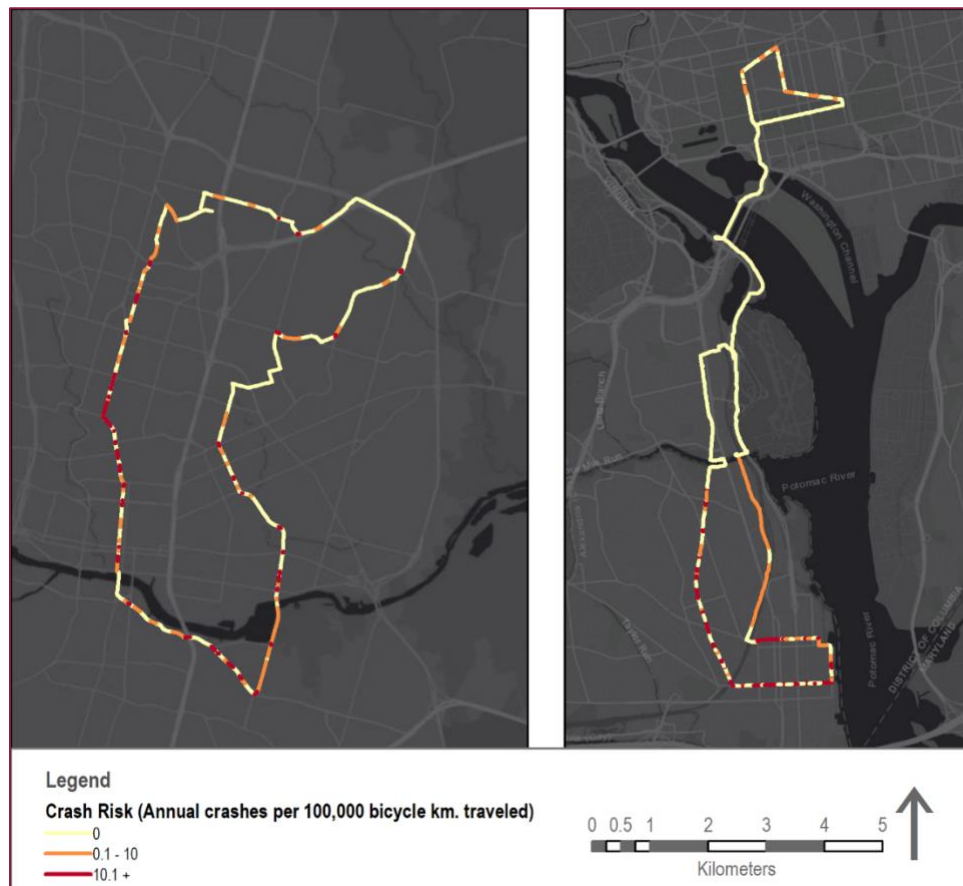 Washington Channel
Potomac River
Potomac River
DISTRICT OF COLUMBIA
MARYLAND
Legend
Crash Risk (Annual crashes per 100,000 bicycle km. traveled)
0
0.1 - 10
10.1 +
0 0.5 1 2 3 4 5
Kilometers